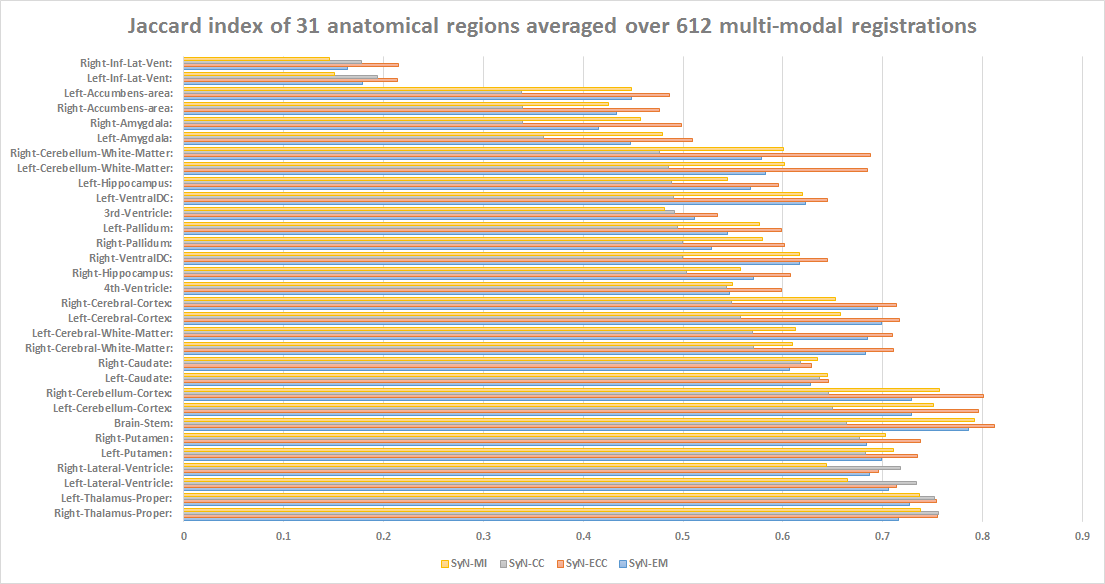 Jaccard index of 31 anatomical regions averaged over 612 multi-modal registrations
Right-Inf-Lat-Vent:
Left-Inf-Lat-Vent:
Left-Accumbens-area:
Right-Accumbens-area:
Right-Amygdala:
Left-Amygdala:
Right-Cerebellum-White-Matter:
Left-Cerebellum-White-Matter:
Left-Hippocampus:
Left-VentralDC:
3rd-Ventricle:
Left-Pallidum:
Right-Pallidum:
Right-VentralDC:
Right-Hippocampus:
4th-Ventricle:
Right-Cerebral-Cortex:
Left-Cerebral-Cortex:
Left-Cerebral-White-Matter:
Right-Cerebral-White-Matter:
Right-Caudate:
Left-Caudate:
Right-Cerebellum-Cortex:
Left-Cerebellum-Cortex:
Brain-Stem:
Right-Putamen:
Left-Putamen:
Right-Lateral-Ventricle:
Left-Lateral-Ventricle:
Left-Thalamus-Proper:
Right-Thalamus-Proper:
0 0.1 0.2 0.3 0.4 0.5 0.6 0.7 0.8 0.9
SyN-MI SyN-CC SyN-ECC SyN-EM